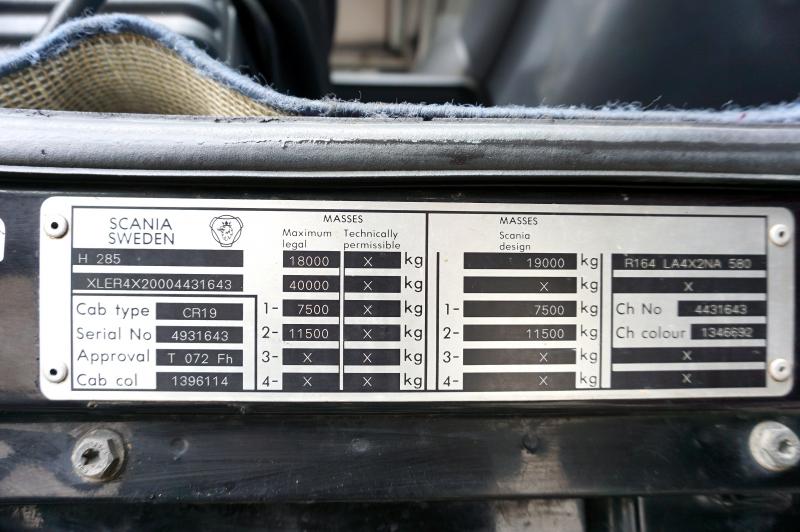 SCANIA
SWEDEN
H 285
XLER4X20004431643
Cab type CR19
Serial No 4931643
Approval T 072 Fh
Cab col 1396114
MASSES
Maximum legal Technically permissible
18000 X kg
40000 X
1- 7500 X kg
2- 11500 X kg
3- X X kg
4- X X kg
MASSES
Scania
design
19000 kg
X
1- 7500 kg
2- 11500 kg
3- X kg
4- X kg
R164 LA4X2NA 580
X
Ch No 4431643
Ch colour 1346692
X
X